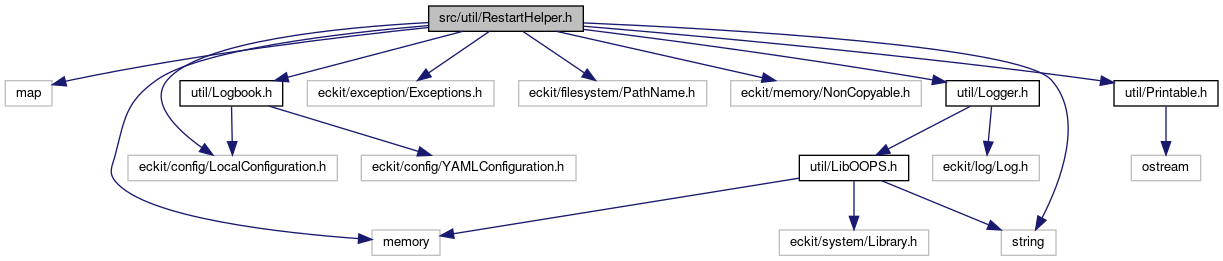 src/util/RestartHelper.h
map
util/Logbook.h
eckit/exception/Exceptions.h
eckit/filesystem/PathName.h
eckit/memory/NonCopyable.h
util/Logger.h
util/Printable.h
eckit/config/LocalConfiguration.h
eckit/config/YAMLConfiguration.h
util/LibOOPS.h
eckit/log/Log.h
ostream
memory
eckit/system/Library.h
string